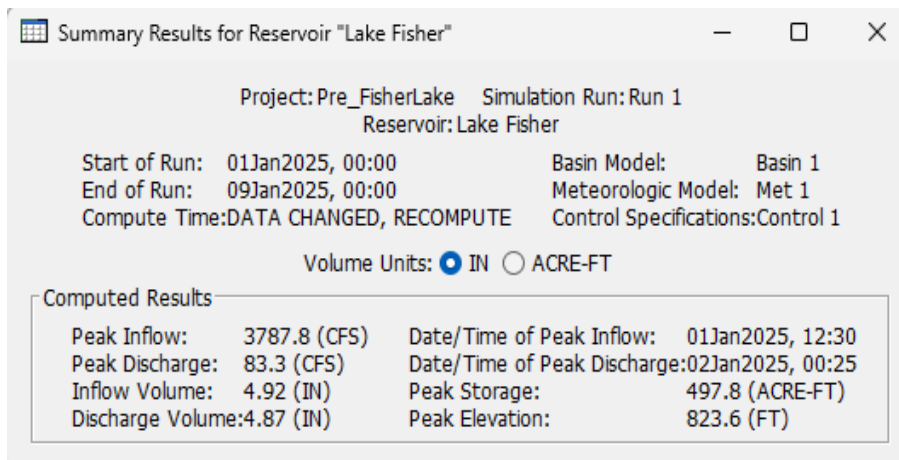 Summary Results for Reservoir "Lake Fisher"
Project: Pre_FisherLake Simulation Run: Run 1
Reservoir: Lake Fisher
Start of Run: 01Jan2025, 00:00 Basin Model: Basin 1
End of Run: 09Jan2025, 00:00 Meteorologic Model: Met 1
Compute Time:DATA CHANGED, RECOMPUTE Control Specifications:Control 1
Volume Units: IN ACRE-FT
Computed Results
Peak Inflow: 3787.8 (CFS) Date/Time of Peak Inflow: 01Jan2025, 12:30
Peak Discharge: 83.3 (CFS) Date/Time of Peak Discharge:02Jan2025, 00:25
Inflow Volume: 4.92 (IN) Peak Storage: 497.8 (ACRE-FT)
Discharge Volume:4.87 (IN) Peak Elevation: 823.6 (FT)